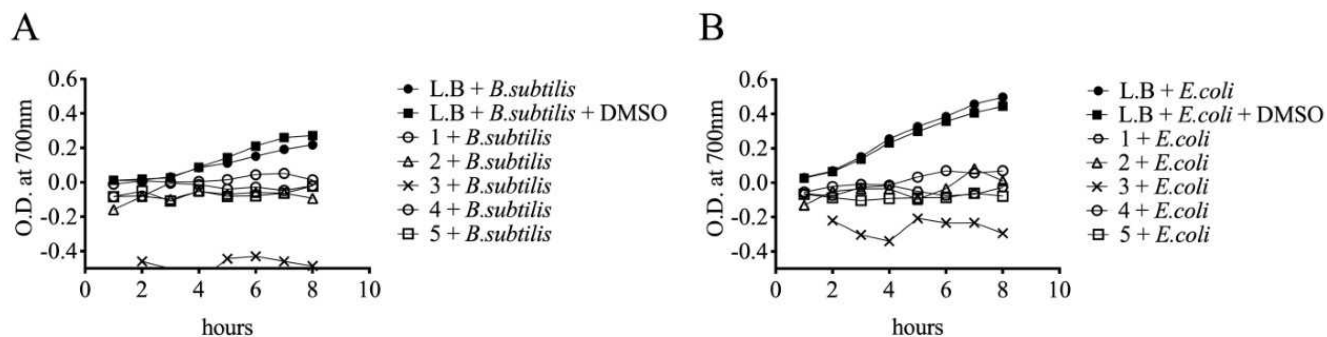 A
O.D. at 700nm
0.6
0.4
0.2
0.0
-0.2
-0.4
0 2 4 6 8 10
hours
L.B + B.subtilis
L.B + B.subtilis + DMSO
1 + B.subtilis
2 + B.subtilis
3 + B.subtilis
4 + B.subtilis
5 + B.subtilis
B
O.D. at 700nm
0.6
0.4
0.2
0.0
-0.2
-0.4
0 2 4 6 8 10
hours
L.B + E.coli
L.B + E.coli + DMSO
1 + E.coli
2 + E.coli
3 + E.coli
4 + E.coli
5 + E.coli